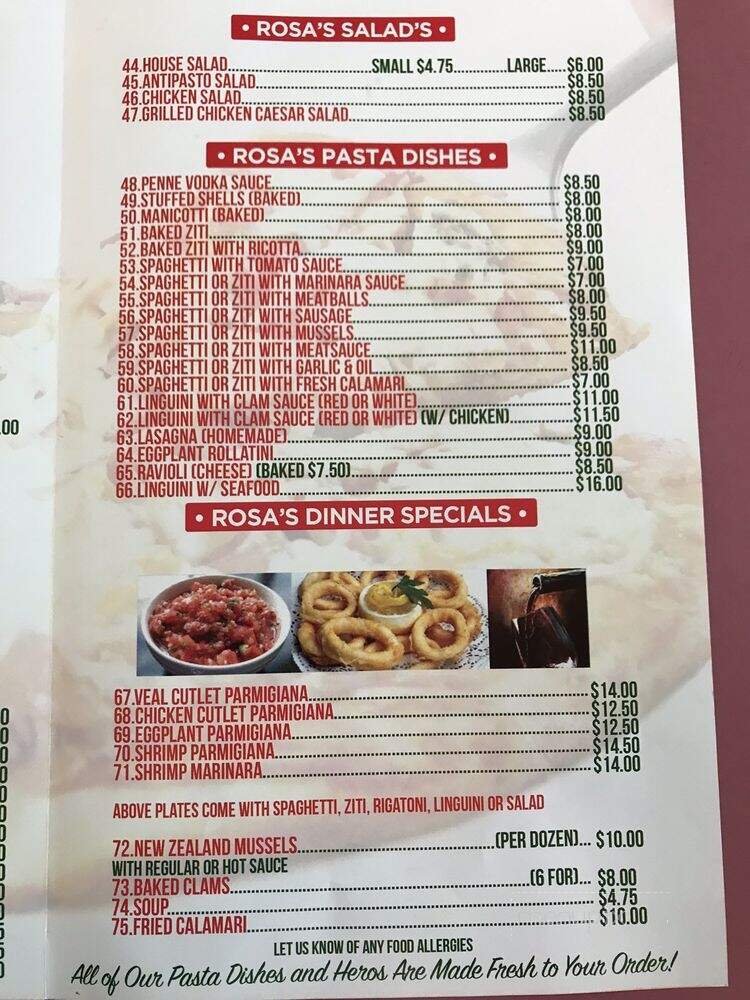 • ROSA'S SALAD'S •
44.HOUSE SALAD..........SMALL $4.75..........LARGE.... $6.00
45.ANTIPASTO SALAD.......... $8.50
46.CHICKEN SALAD.......... $8.50
47.GRILLED CHICKEN CAESAR SALAD.......... $8.50
• ROSA'S PASTA DISHES •
48.PENNE VODKA SAUCE.......... $8.50
49.STUFFED SHELLS (BAKED).......... $8.00
50.MANICOTTI (BAKED).......... $8.00
51.BAKED ZITI.......... $8.00
52.BAKED ZITI WITH RICOTTA.......... $9.00
53.SPAGHETTI WITH TOMATO SAUCE.......... $7.00
54.SPAGHETTI OR ZITI WITH MARINARA SAUCE.......... $7.00
55.SPAGHETTI OR ZITI WITH MEATBALLS.......... $8.00
56.SPAGHETTI OR ZITI WITH SAUSAGE.......... $9.50
57.SPAGHETTI OR ZITI WITH MUSSELS.......... $9.50
58.SPAGHETTI OR ZITI WITH MEATSAUCE.......... $11.00
59.SPAGHETTI OR ZITI WITH GARLIC & OIL.......... $8.50
60.SPAGHETTI OR ZITI WITH FRESH CALAMARI.......... $7.00
61.LINGUINI WITH CLAM SAUCE (RED OR WHITE).......... $11.00
62.LINGUINI WITH CLAM SAUCE (RED OR WHITE) (W/ CHICKEN).......... $11.50
63.LASAGNA (HOMEMADE).......... $9.00
64.EGGPLANT ROLLATINI.......... $9.00
65.RAVIOLI (CHEESE) (BAKED $7.50).......... $8.50
66.LINGUINI W/ SEAFOOD.......... $16.00
• ROSA'S DINNER SPECIALS •
67.VEAL CUTLET PARMIGIANA.......... $14.00
68.CHICKEN CUTLET PARMIGIANA.......... $12.50
69.EGGPLANT PARMIGIANA.......... $12.50
70.SHRIMP PARMIGIANA.......... $14.50
71.SHRIMP MARINARA.......... $14.00
ABOVE PLATES COME WITH SPAGHETTI, ZITI, RIGATONI, LINGUINI OR SALAD
72.NEW ZEALAND MUSSELS..........(PER DOZEN)... $10.00
WITH REGULAR OR HOT SAUCE
73.BAKED CLAMS..........(6 FOR)... $8.00
74.SOUP.......... $4.75
75.FRIED CALAMARI.......... $10.00
LET US KNOW OF ANY FOOD ALLERGIES
All of Our Pasta Dishes and Heros Are Made Fresh to Your Order!